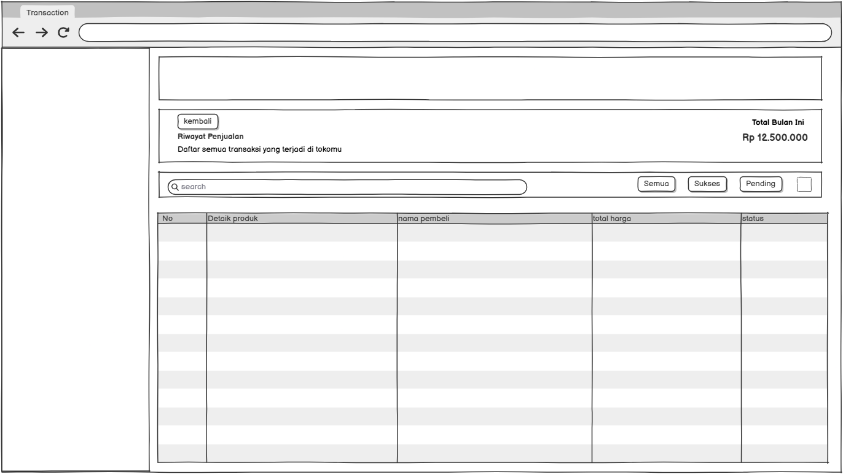 Transaction
kembali
Riwayat Penjualan
Daftar semua transaksi yang terjadi di tokomu
Total Bulan Ini
Rp 12.500.000
search
Semua
Sukses
Pending
No
Detaik produk
nama pembeli
total harga
status